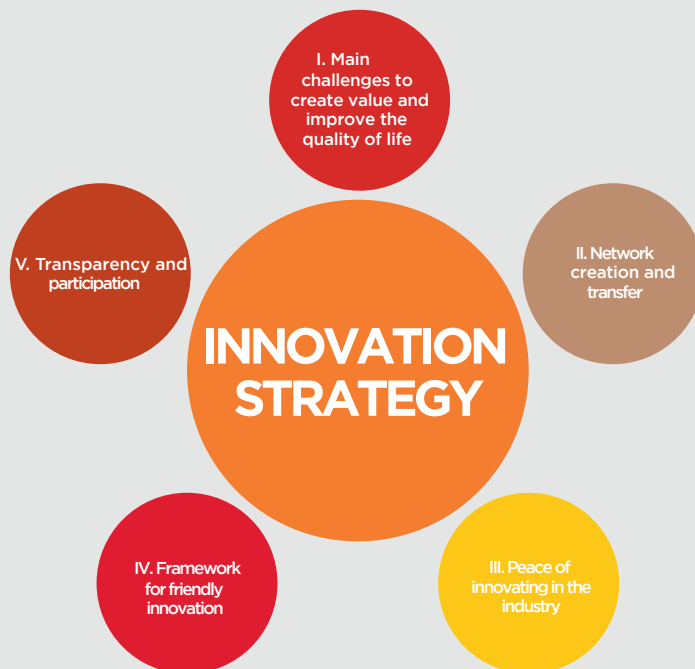 I. Main
challenges to
create value and
improve the
quality of life
II. Network
creation and
transfer
III. Peace of
innovating in the
industry
IV. Framework
for friendly
innovation
V. Transparency and
participation
INNOVATION
STRATEGY